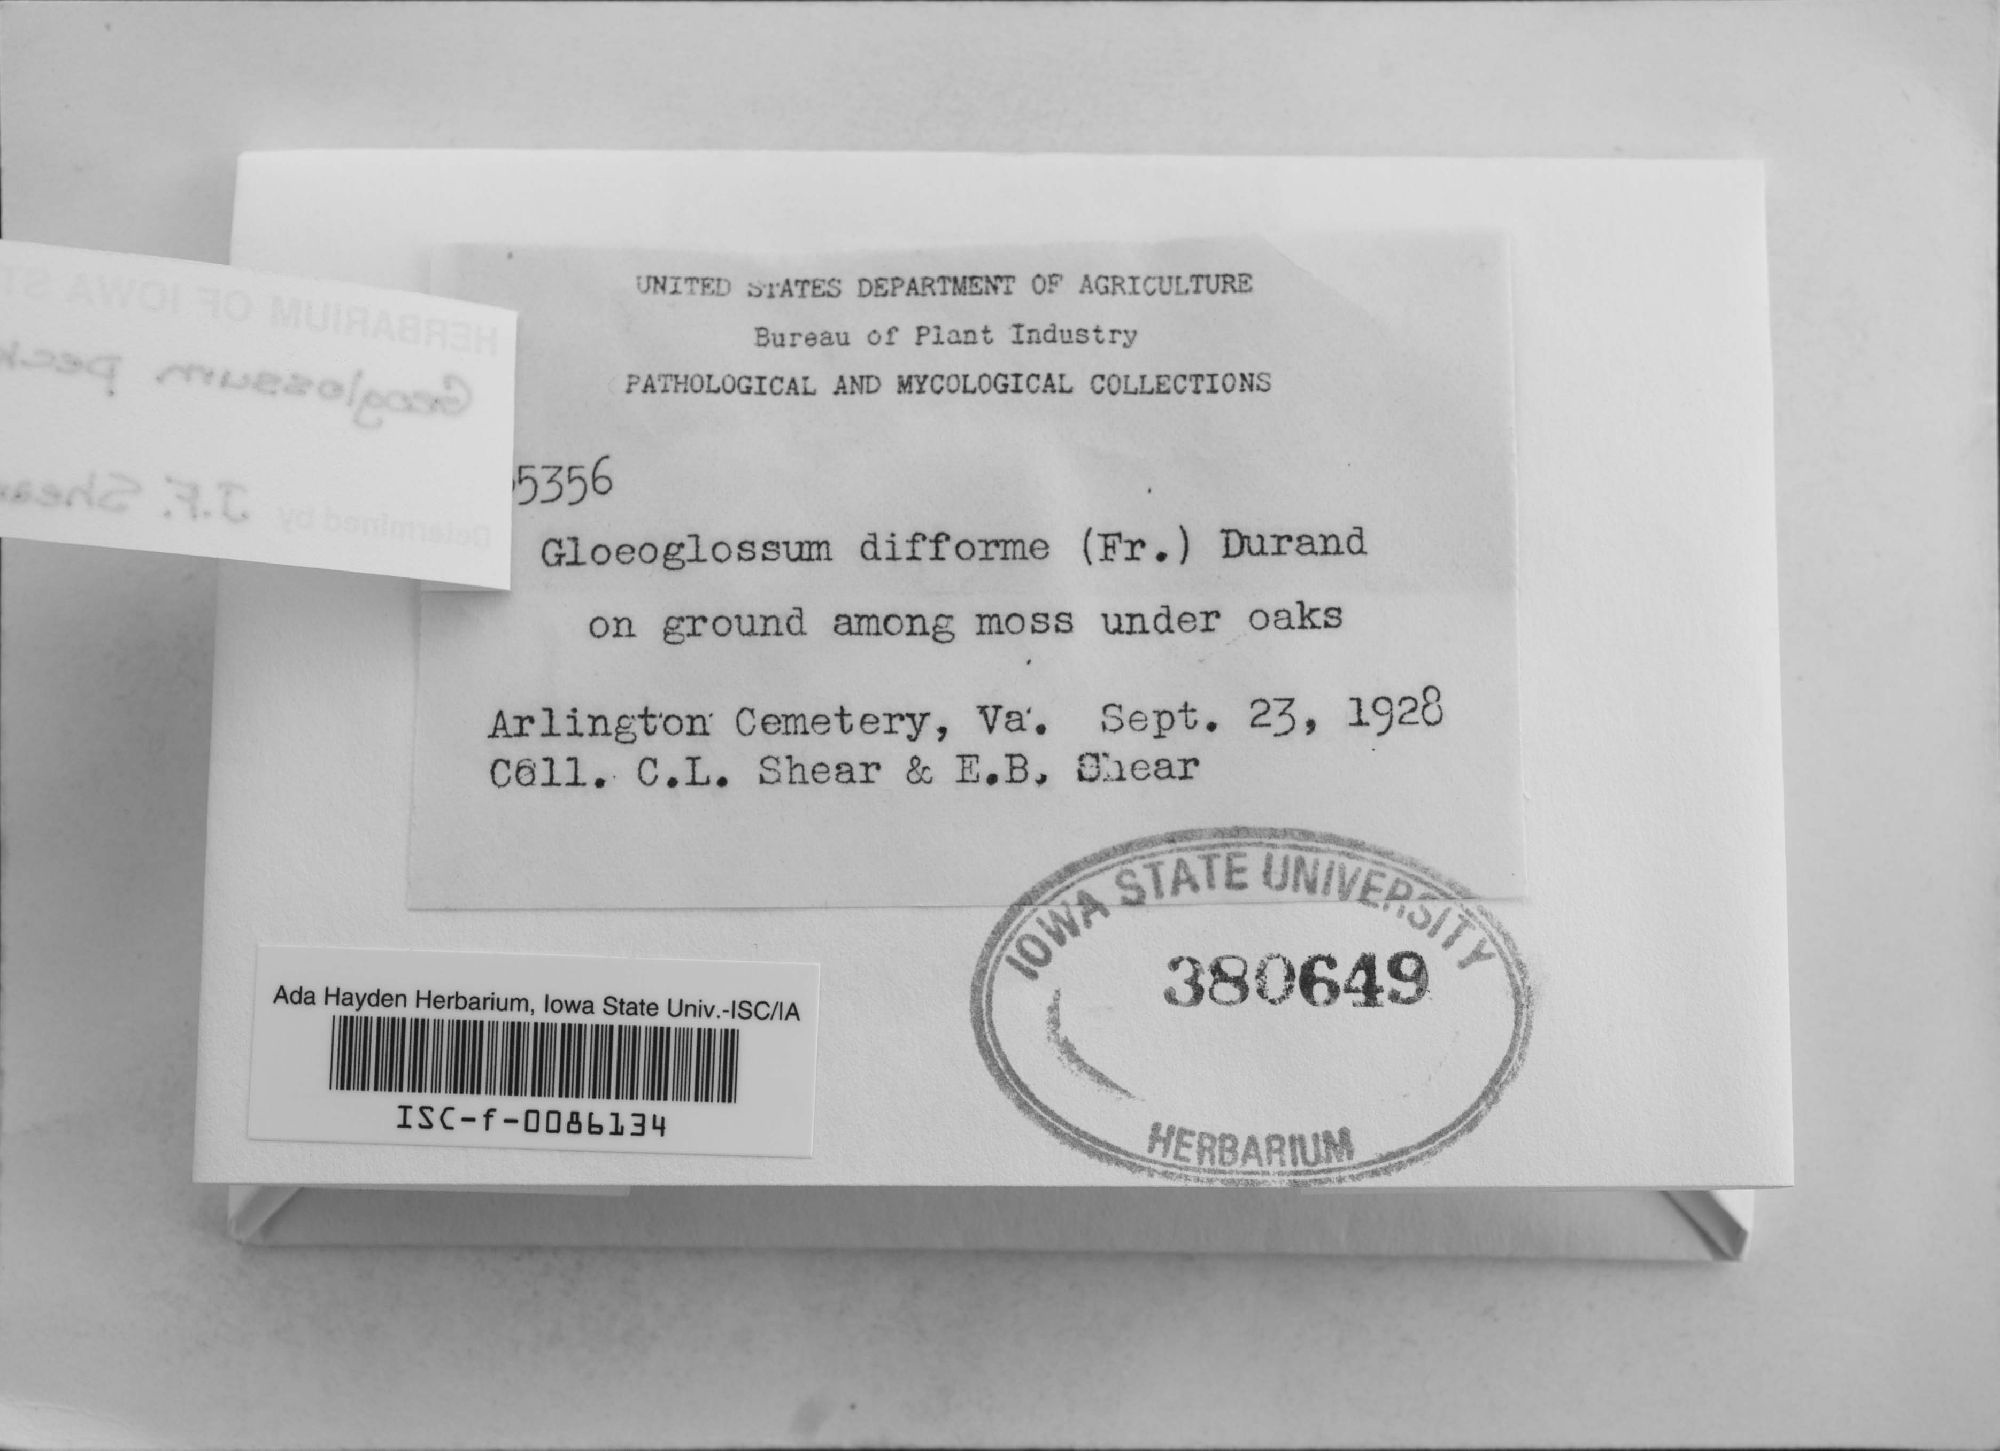 UNITED STATES DEPARTMENT OF AGRICULTURE
Bureau of Plant Industry
PATHOLOGICAL AND MYCOLOGICAL COLLECTIONS
HERBARIUM OF IOWA ST
Geoglossum peck
Determined by J.F. Shear
5356
Gloeoglossum difforme (Fr.) Durand
on ground among moss under oaks
Arlington Cemetery, Va. Sept. 23, 1928
Coll. C.L. Shear & E.B. Shear
IOWA STATE UNIVERSITY
380649
HERBARIUM
Ada Hayden Herbarium, Iowa State Univ.-ISC/IA
ISC-f-0086134